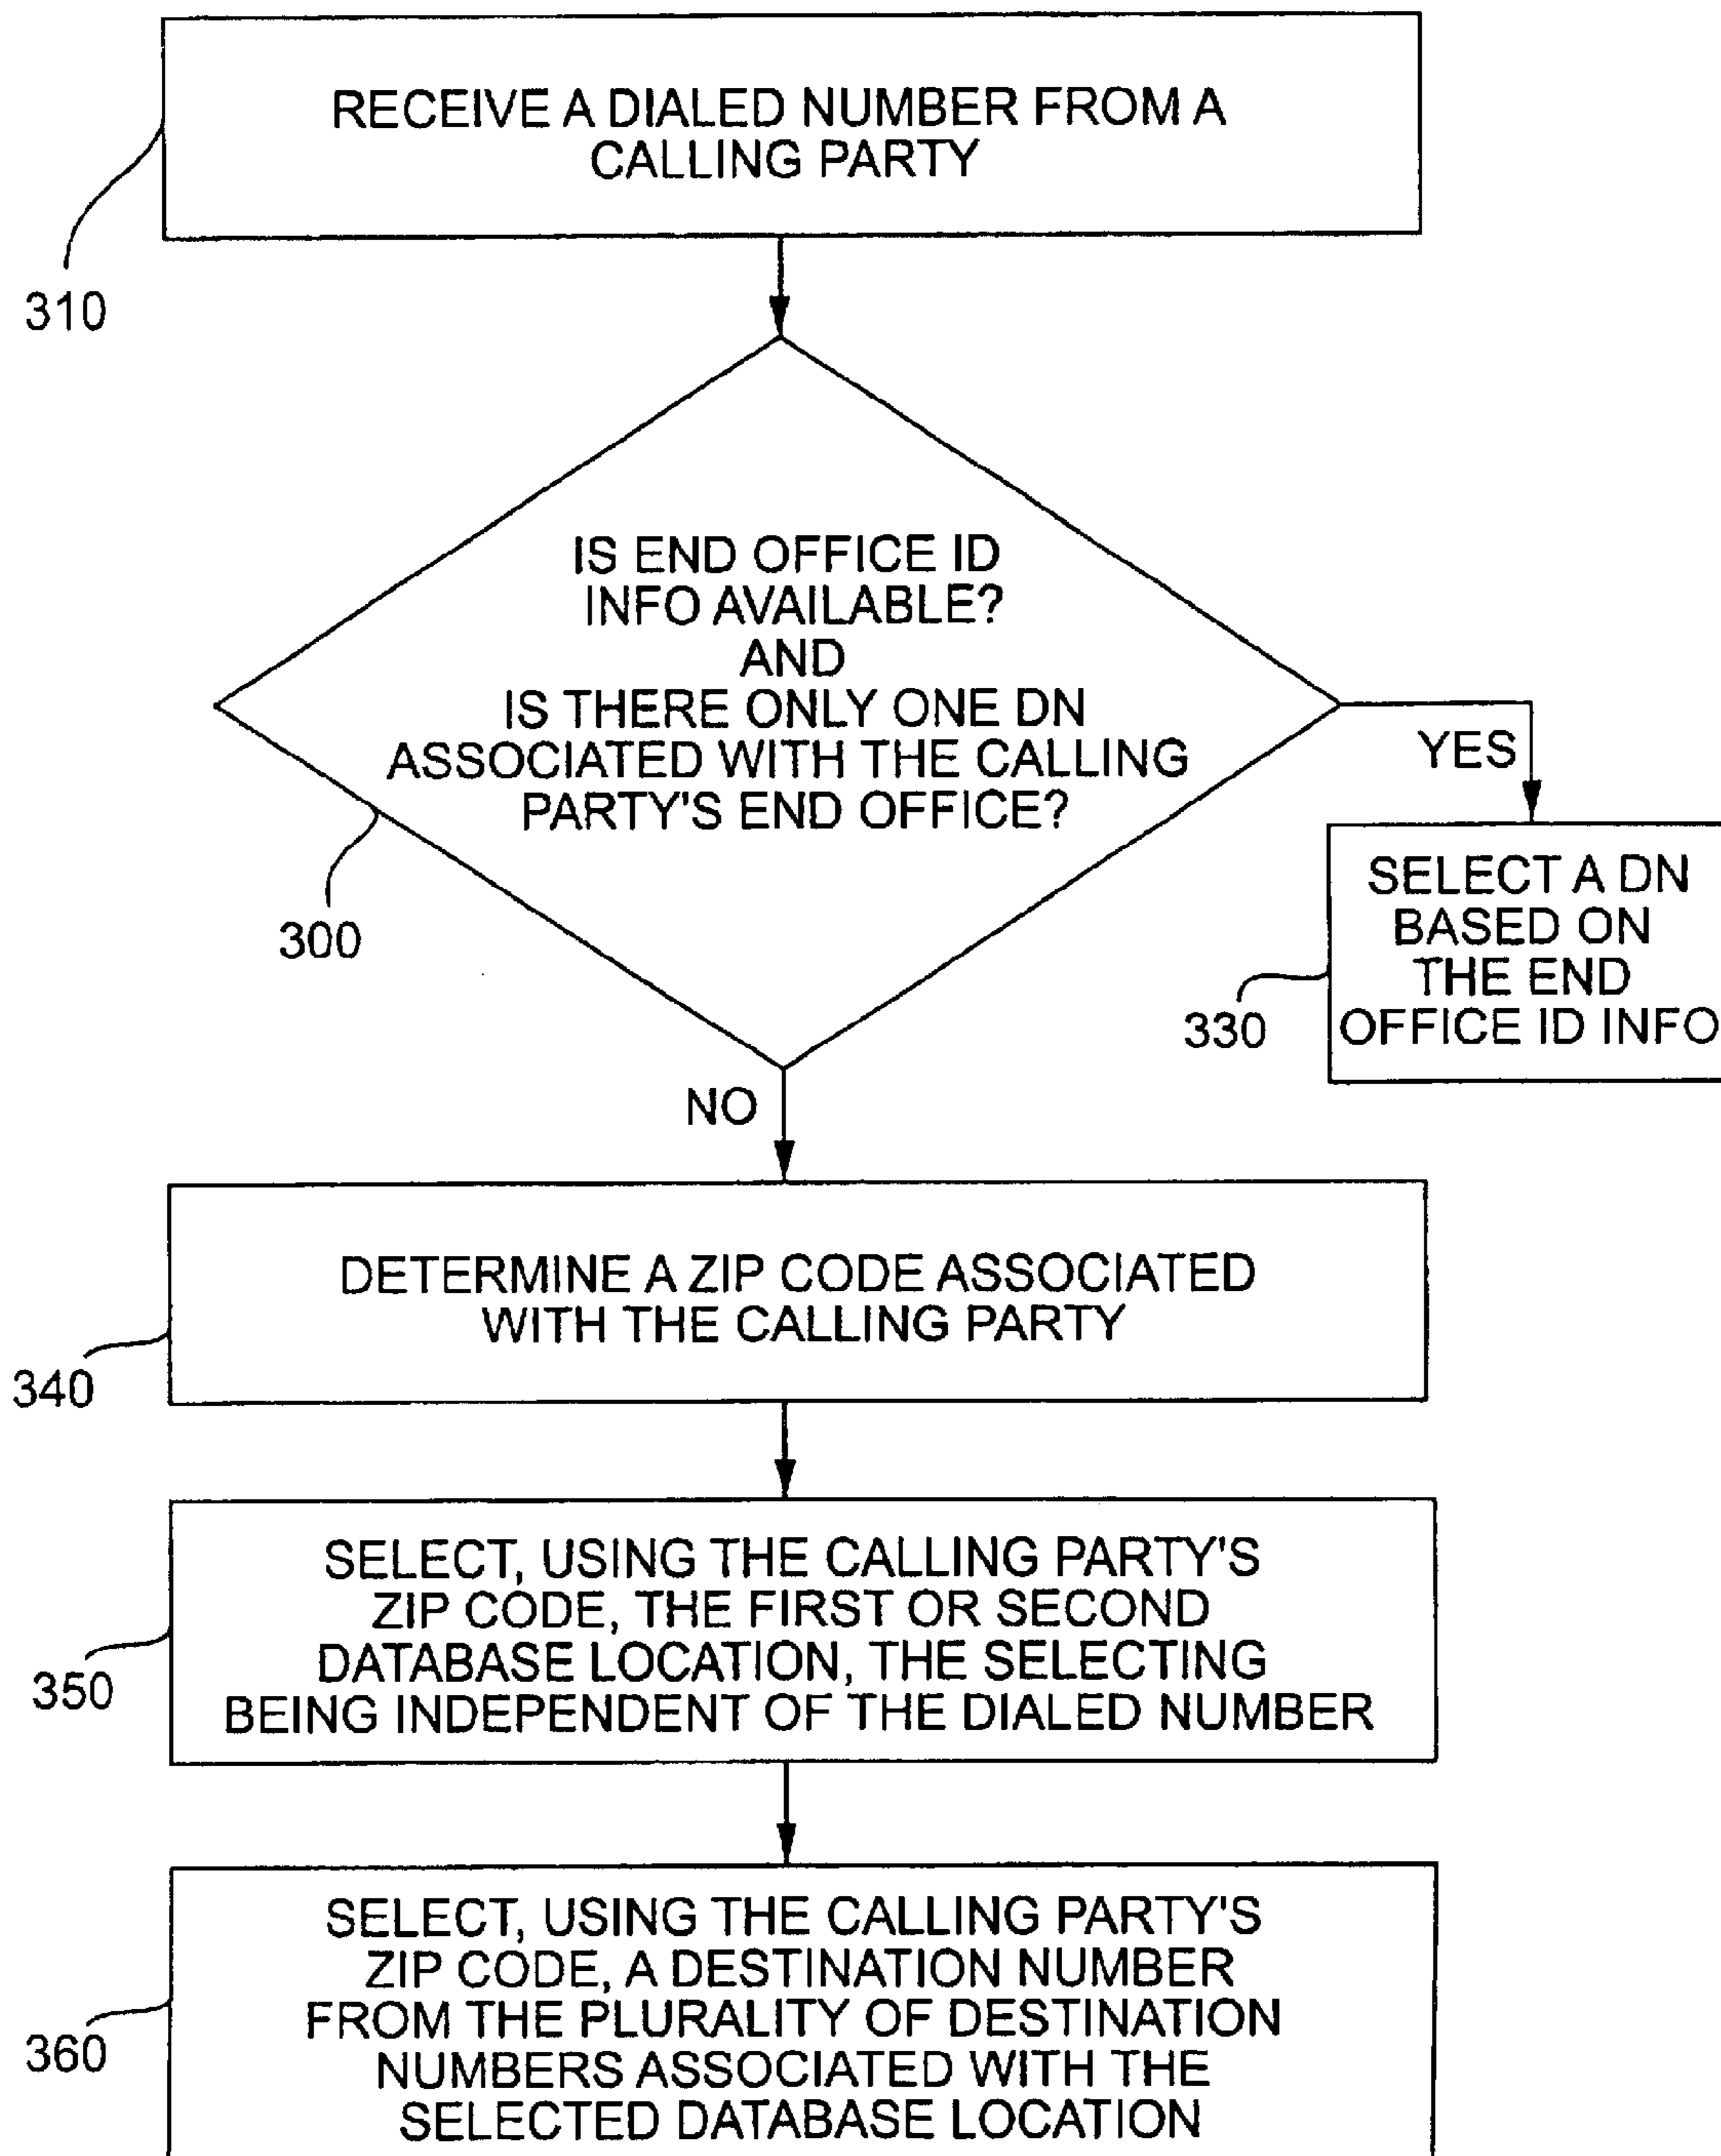 RECEIVE A DIALED NUMBER FROM A
CALLING PARTY
310
IS END OFFICE ID
INFO AVAILABLE?
AND
IS THERE ONLY ONE DN
ASSOCIATED WITH THE CALLING
PARTY'S END OFFICE?
300
YES
SELECT A DN
BASED ON
THE END
OFFICE ID INFO
330
NO
DETERMINE A ZIP CODE ASSOCIATED
WITH THE CALLING PARTY
340
SELECT, USING THE CALLING PARTY'S
ZIP CODE, THE FIRST OR SECOND
DATABASE LOCATION, THE SELECTING
BEING INDEPENDENT OF THE DIALED NUMBER
350
SELECT, USING THE CALLING PARTY'S
ZIP CODE, A DESTINATION NUMBER
FROM THE PLURALITY OF DESTINATION
NUMBERS ASSOCIATED WITH THE
SELECTED DATABASE LOCATION
360